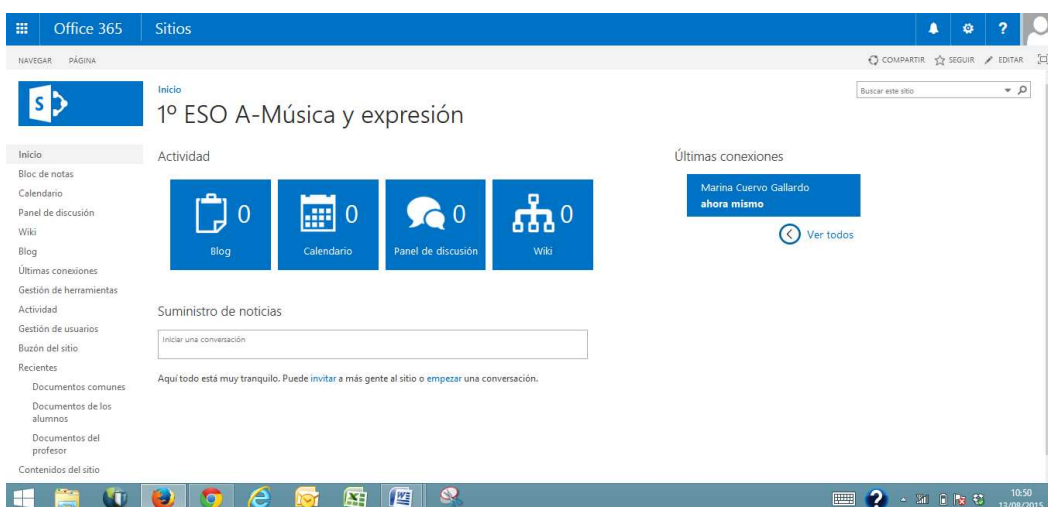 Office 365 Sitios ?
NAVEGAR PÁGINA COMPARTIR SEGUIR EDITAR
S
Inicio
1º ESO A-Música y expresión
Buscar este sitio
Inicio
Bloc de notas
Calendario
Panel de discusión
Wiki
Blog
Últimas conexiones
Gestión de herramientas
Actividad
Gestión de usuarios
Buzón del sitio
Recientes
Documentos comunes
Documentos de los
alumnos
Documentos del
profesor
Contenidos del sitio
Actividad
0 0 0 0
Blog Calendario Panel de discusión Wiki
Suministro de noticias
Iniciar una conversación
Aquí todo está muy tranquilo. Puede invitar a más gente al sitio o empezar una conversación.
Últimas conexiones
Marina Cuervo Gallardo
ahora mismo
Ver todos
10:50
13/08/2015